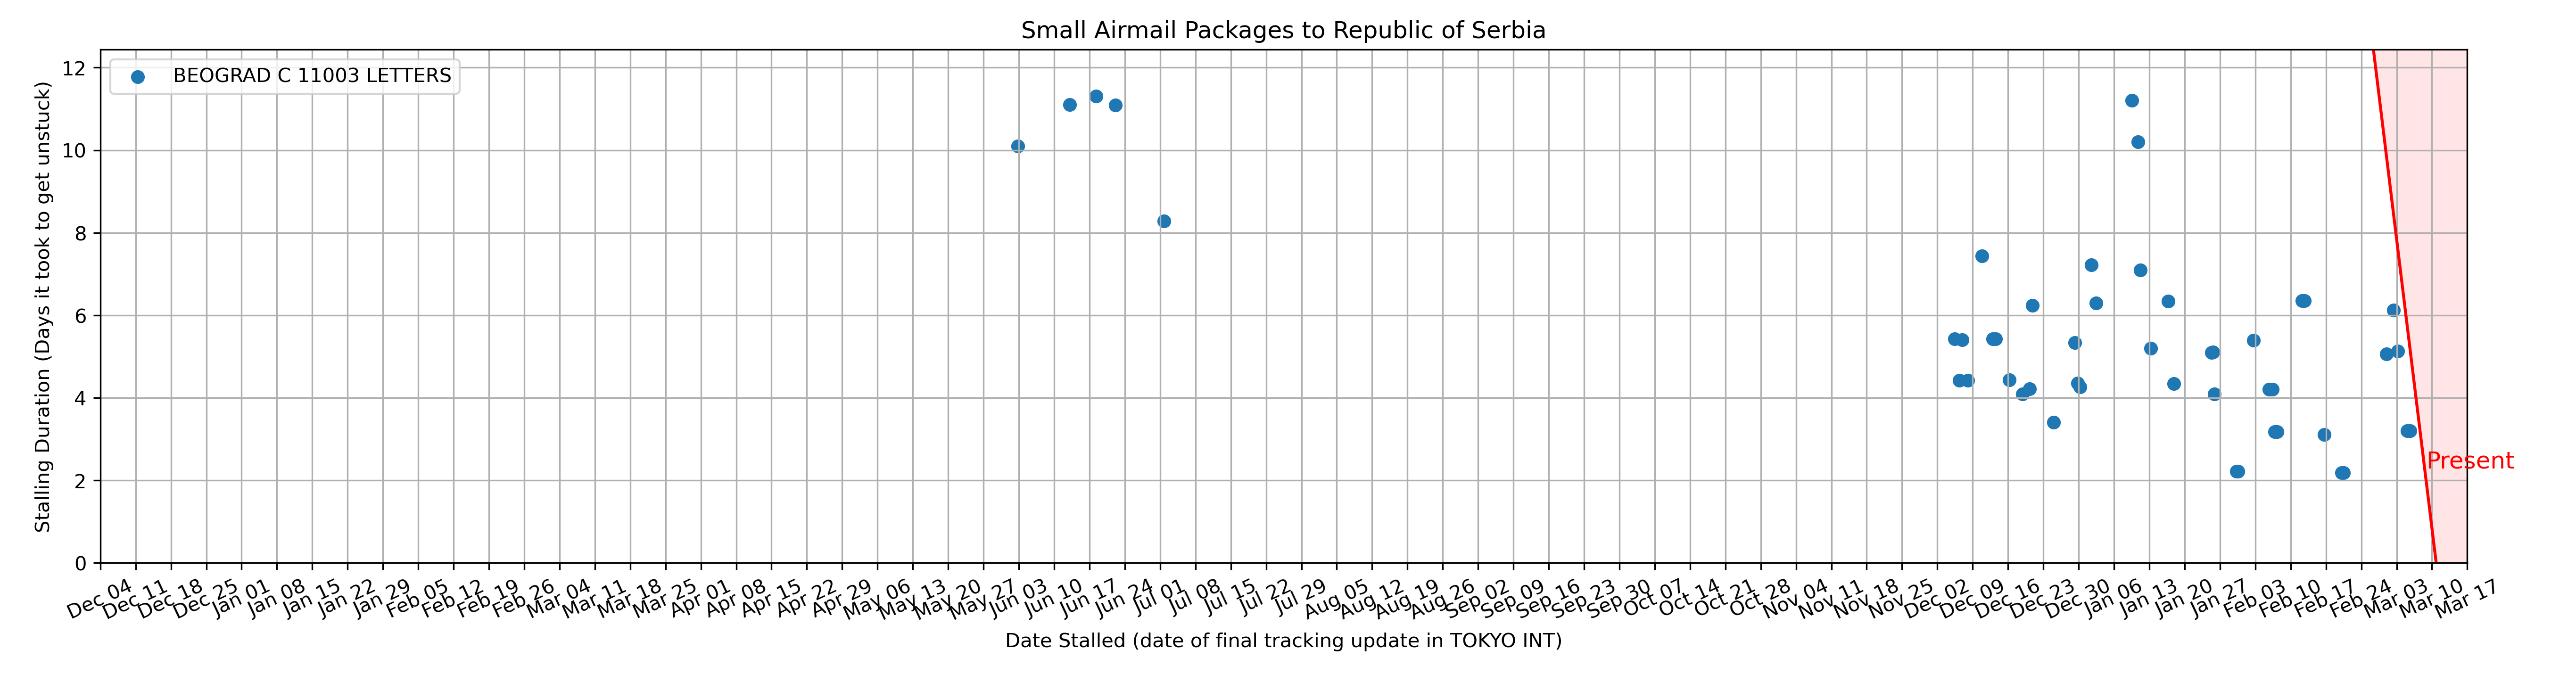 Small Airmail Packages to Republic of Serbia
BEOGRAD C 11003 LETTERS
Stalling Duration (Days it took to get unstuck)
12
10
8
6
4
2
0
Present
Dec 04 Dec 11 Dec 18 Dec 25 Jan 01 Jan 08 Jan 15 Jan 22 Jan 29 Feb 05 Feb 12 Feb 19 Feb 26 Mar 04 Mar 11 Mar 18 Mar 25 Apr 01 Apr 08 Apr 15 Apr 22 Apr 29 May 06 May 13 May 20 May 27 Jun 03 Jun 10 Jun 17 Jun 24 Jul 01 Jul 08 Jul 15 Jul 22 Jul 29 Aug 05 Aug 12 Aug 19 Aug 26 Sep 02 Sep 09 Sep 16 Sep 23 Sep 30 Oct 07 Oct 14 Oct 21 Oct 28 Nov 04 Nov 11 Nov 18 Nov 25 Dec 02 Dec 09 Dec 16 Dec 23 Dec 30 Jan 06 Jan 13 Jan 20 Jan 27 Feb 03 Feb 10 Feb 17 Feb 24 Mar 03 Mar 10 Mar 17
Date Stalled (date of final tracking update in TOKYO INT)